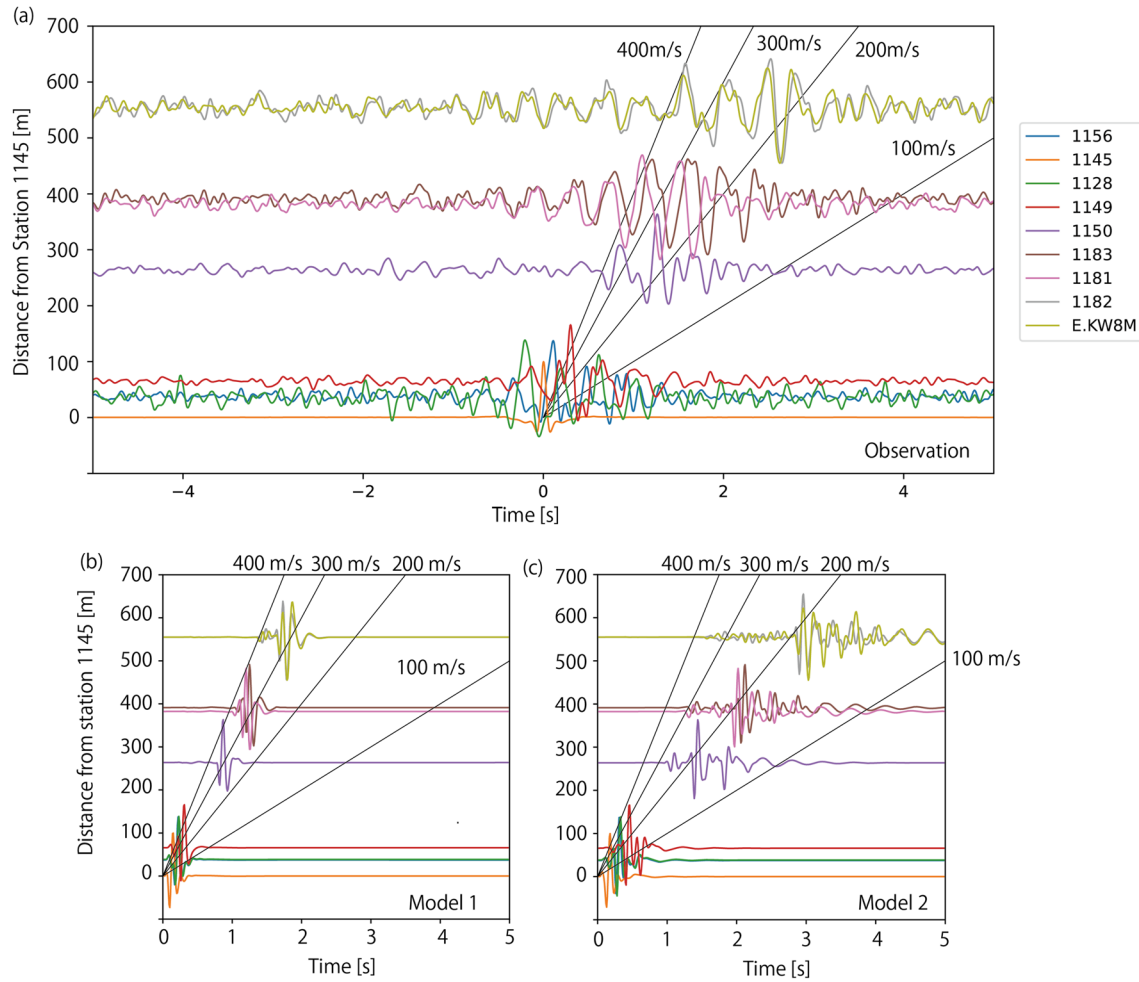 (a)
700
600
500
400
300
200
100
0
Distance from Station 1145 [m]
400m/s
300m/s
200m/s
100m/s
Observation
−4
−2
0
2
4
Time [s]
1156
1145
1128
1149
1150
1183
1181
1182
E.KW8M
(b)
700
600
500
400
300
200
100
0
Distance from station 1145 [m]
400 m/s
300 m/s
200 m/s
100 m/s
Model 1
0
1
2
3
4
5
Time [s]
(c)
700
600
500
400
300
200
100
0
400 m/s
300 m/s
200 m/s
100 m/s
Model 2
0
1
2
3
4
5
Time [s]